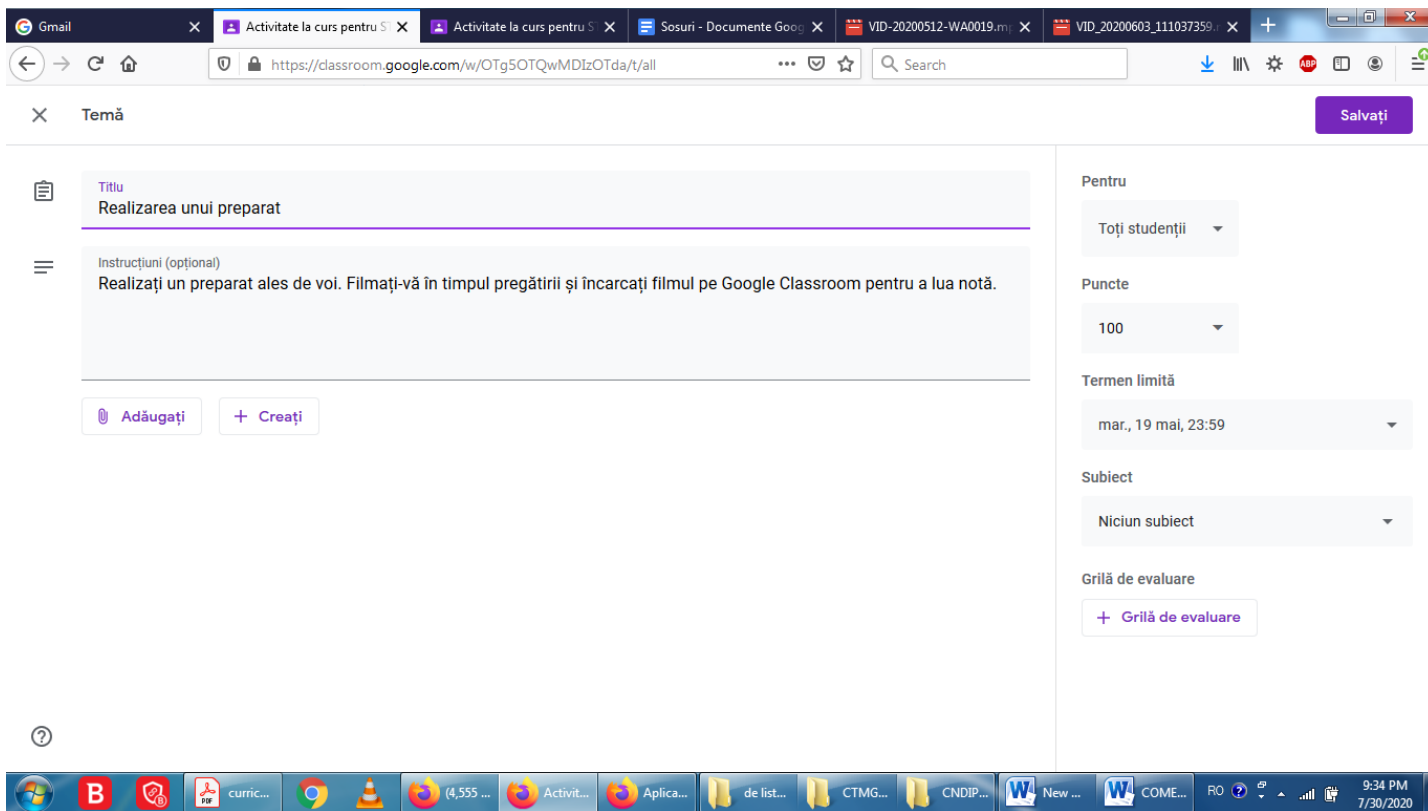 Gmail
Activitate la curs pentru ST
Activitate la curs pentru ST
Sosuri - Documente Goog
VID-20200512-WA0019.mp
VID_20200603_111037359.
https://classroom.google.com/w/OTg5OTQwMDIzOTda/t/all
Search
ABP
Temă
Salvați
Titlu
Realizarea unui preparat
Instrucțiuni (opțional)
Realizați un preparat ales de voi. Filmați-vă în timpul pregătirii și încarcați filmul pe Google Classroom pentru a lua notă.
Adăugați
+ Creați
Pentru
Toți studenții
Puncte
100
Termen limită
mar., 19 mai, 23:59
Subiect
Niciun subiect
Grilă de evaluare
+ Grilă de evaluare
B
PDF
curric...
(4,555 ...
Activit...
Aplica...
de list...
CTMG...
CNDIP...
New ...
COME...
RO
9:34 PM
7/30/2020